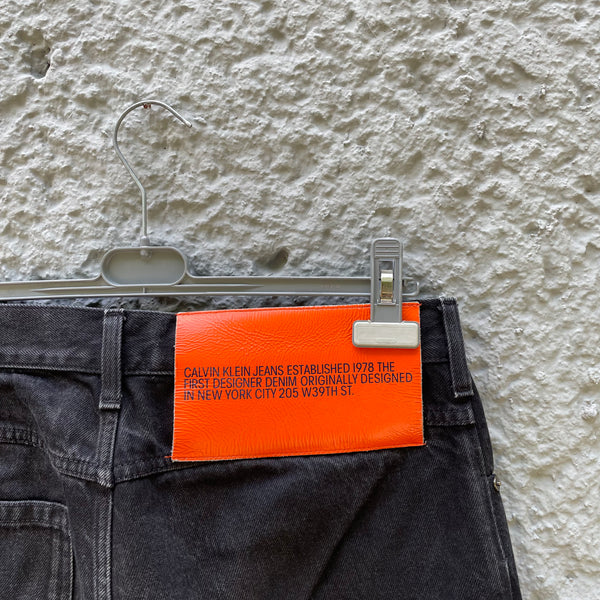 CALVIN KLEIN JEANS ESTABLISHED 1978 THE
FIRST DESIGNER DENIM ORIGINALLY DESIGNED
IN NEW YORK CITY 205 W39TH ST.